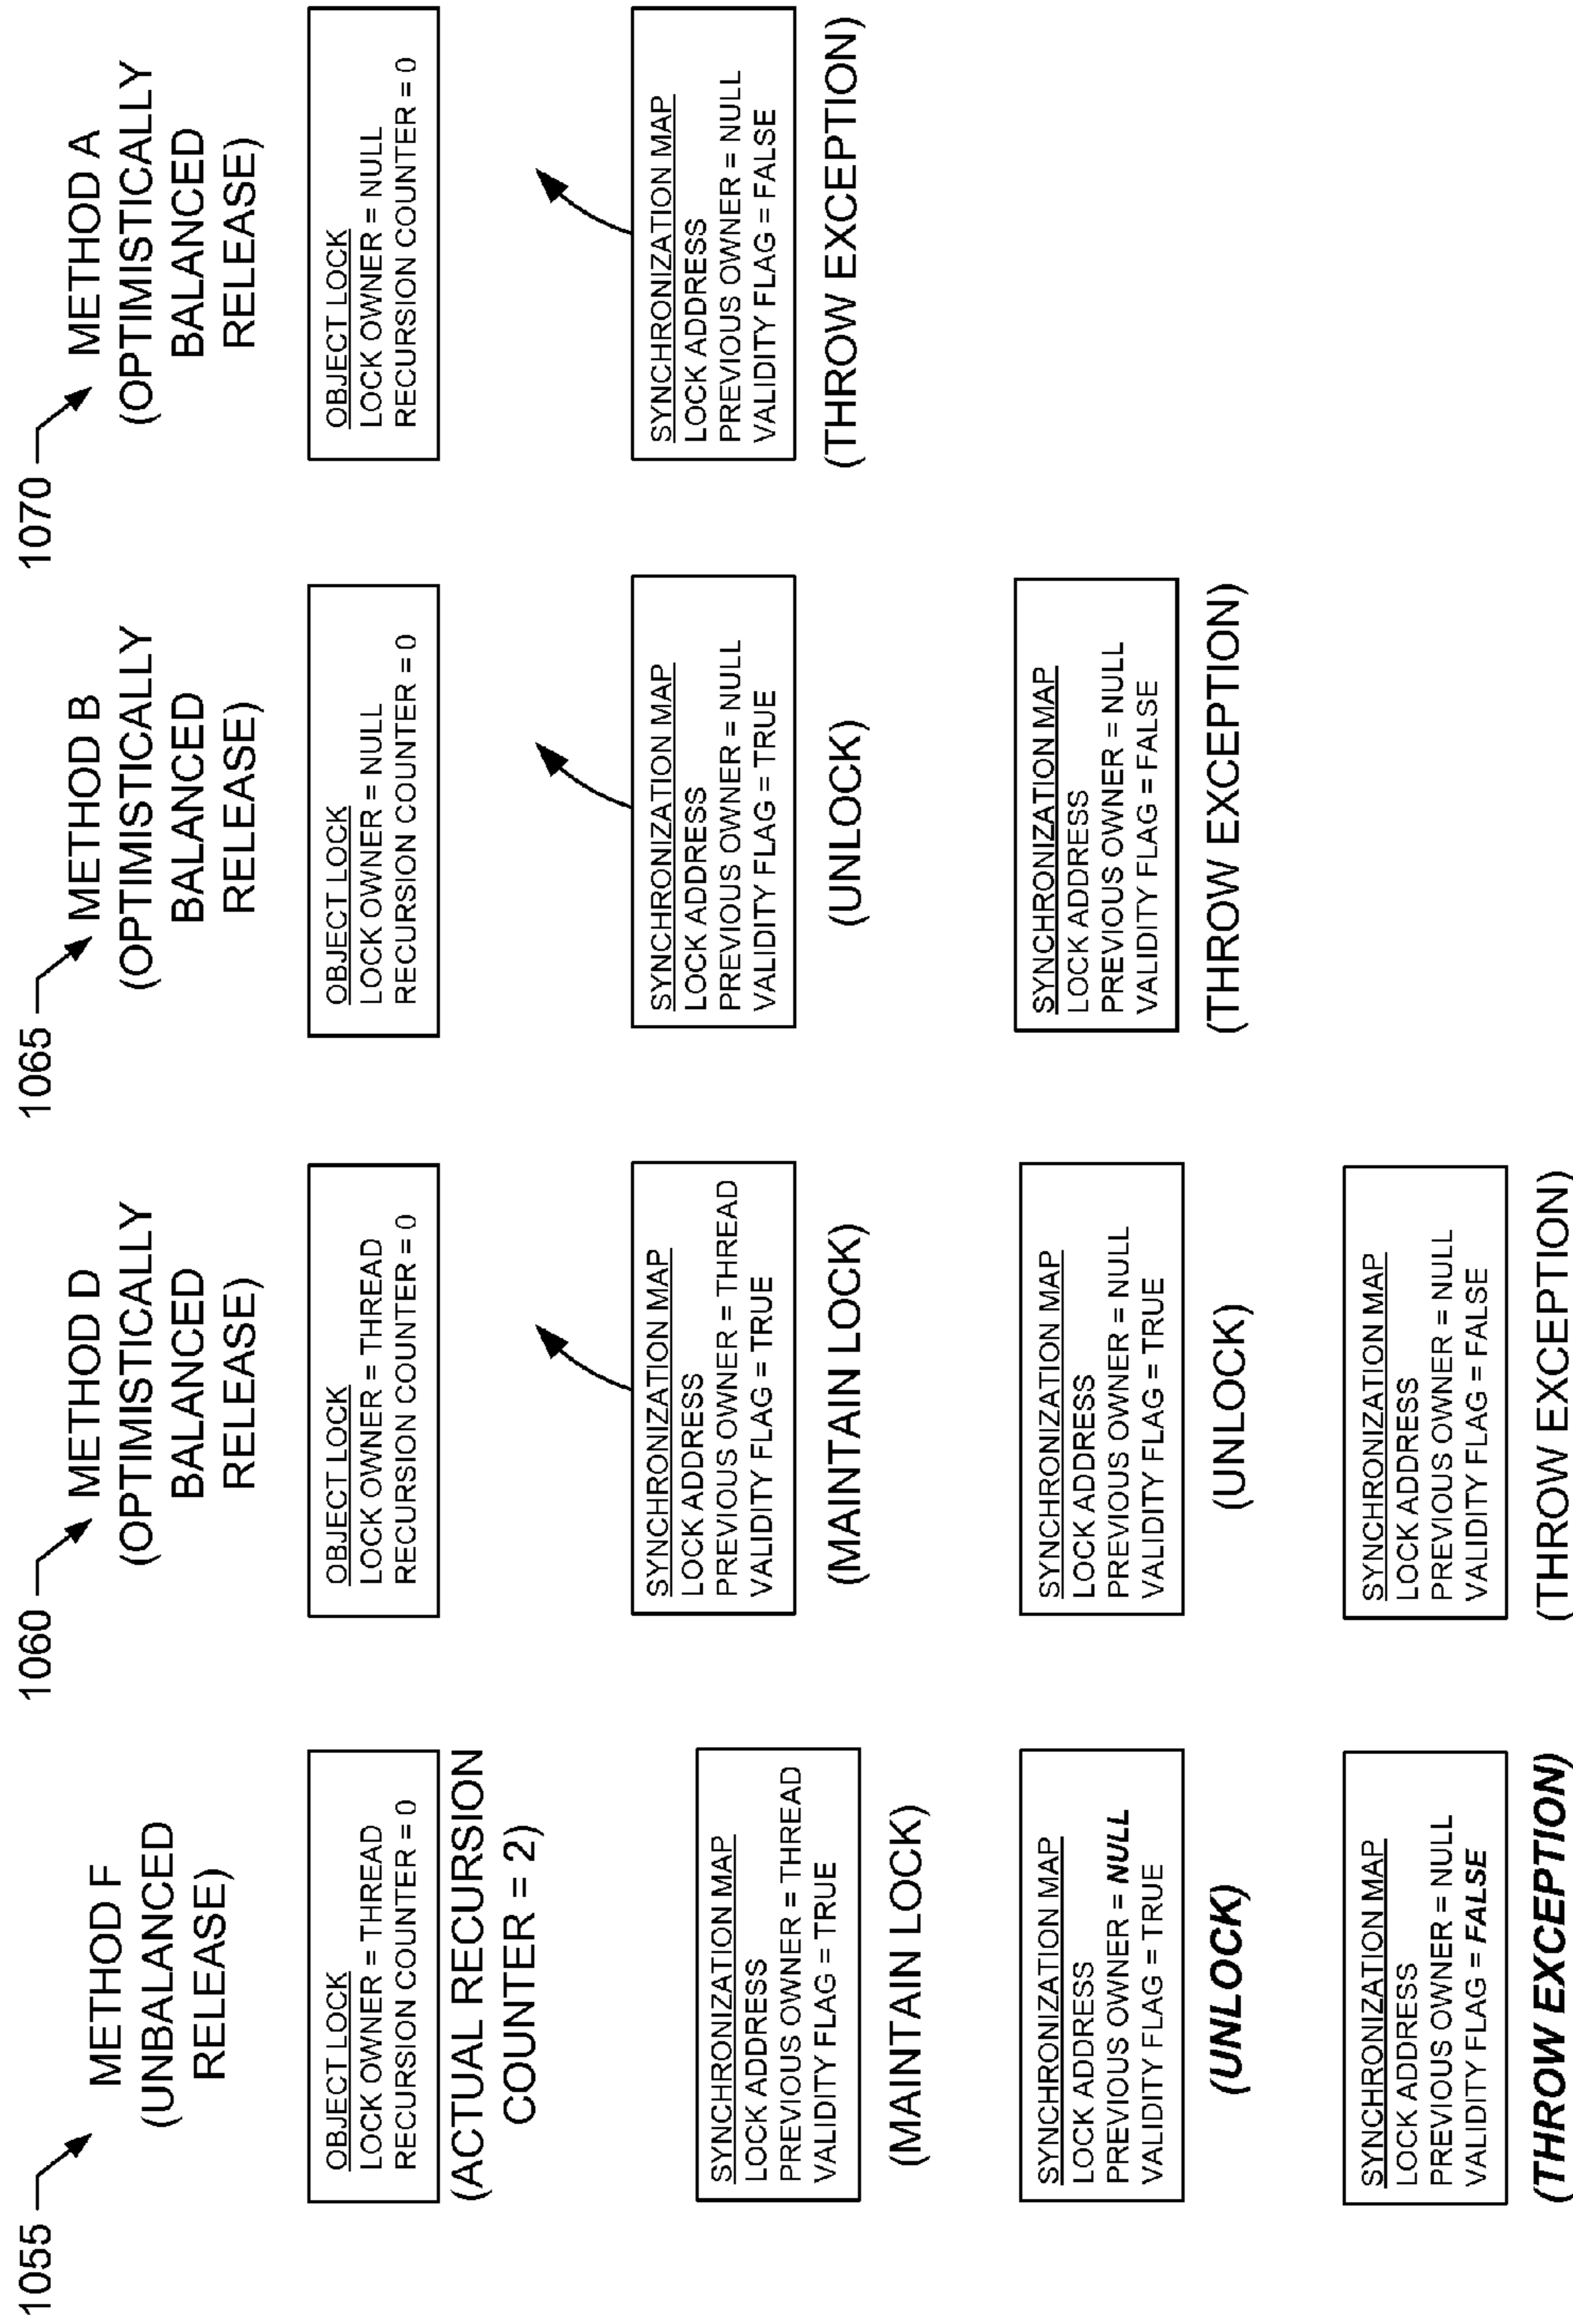 1055
METHOD F
(UNBALANCED
RELEASE)
OBJECT LOCK
LOCK OWNER = THREAD
RECURSION COUNTER = 0
(ACTUAL RECURSION
COUNTER = 2)
SYNCHRONIZATION MAP
LOCK ADDRESS
PREVIOUS OWNER = THREAD
VALIDITY FLAG = TRUE
(MAINTAIN LOCK)
SYNCHRONIZATION MAP
LOCK ADDRESS
PREVIOUS OWNER = NULL
VALIDITY FLAG = TRUE
(UNLOCK)
SYNCHRONIZATION MAP
LOCK ADDRESS
PREVIOUS OWNER = NULL
VALIDITY FLAG = FALSE
(THROW EXCEPTION)
1060
METHOD D
(OPTIMISTICALLY
BALANCED
RELEASE)
OBJECT LOCK
LOCK OWNER = THREAD
RECURSION COUNTER = 0
SYNCHRONIZATION MAP
LOCK ADDRESS
PREVIOUS OWNER = THREAD
VALIDITY FLAG = TRUE
(MAINTAIN LOCK)
SYNCHRONIZATION MAP
LOCK ADDRESS
PREVIOUS OWNER = NULL
VALIDITY FLAG = TRUE
(UNLOCK)
SYNCHRONIZATION MAP
LOCK ADDRESS
PREVIOUS OWNER = NULL
VALIDITY FLAG = FALSE
(THROW EXCEPTION)
1065
METHOD B
(OPTIMISTICALLY
BALANCED
RELEASE)
OBJECT LOCK
LOCK OWNER = NULL
RECURSION COUNTER = 0
SYNCHRONIZATION MAP
LOCK ADDRESS
PREVIOUS OWNER = NULL
VALIDITY FLAG = TRUE
(UNLOCK)
SYNCHRONIZATION MAP
LOCK ADDRESS
PREVIOUS OWNER = NULL
VALIDITY FLAG = FALSE
(THROW EXCEPTION)
1070
METHOD A
(OPTIMISTICALLY
BALANCED
RELEASE)
OBJECT LOCK
LOCK OWNER = NULL
RECURSION COUNTER = 0
SYNCHRONIZATION MAP
LOCK ADDRESS
PREVIOUS OWNER = NULL
VALIDITY FLAG = FALSE
(THROW EXCEPTION)